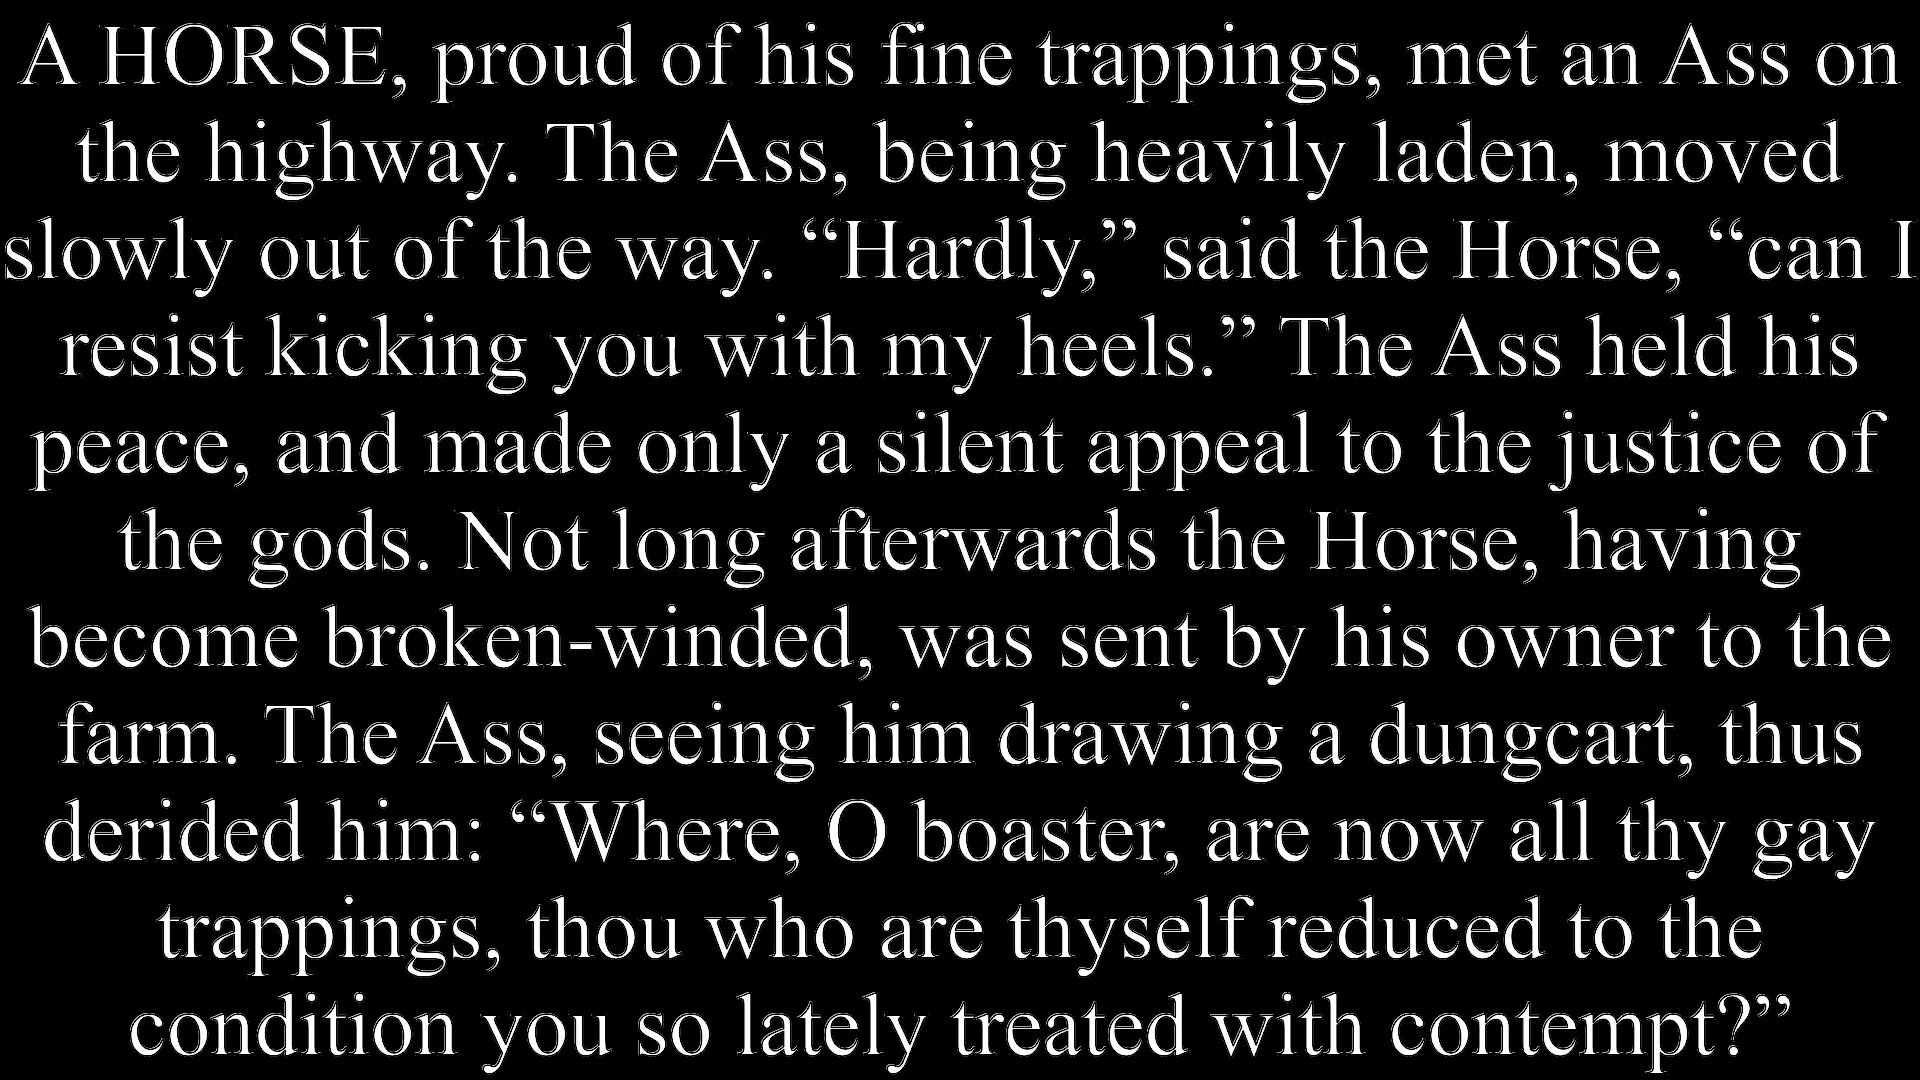 A HORSE, proud of his fine trappings, met an Ass on
the highway. The Ass, being heavily laden, moved
slowly out of the way. “Hardly,” said the Horse, “can I
resist kicking you with my heels.” The Ass held his
peace, and made only a silent appeal to the justice of
the gods. Not long afterwards the Horse, having
become broken-winded, was sent by his owner to the
farm. The Ass, seeing him drawing a dungcart, thus
derided him: “Where, O boaster, are now all thy gay
trappings, thou who are thyself reduced to the
condition you so lately treated with contempt?”